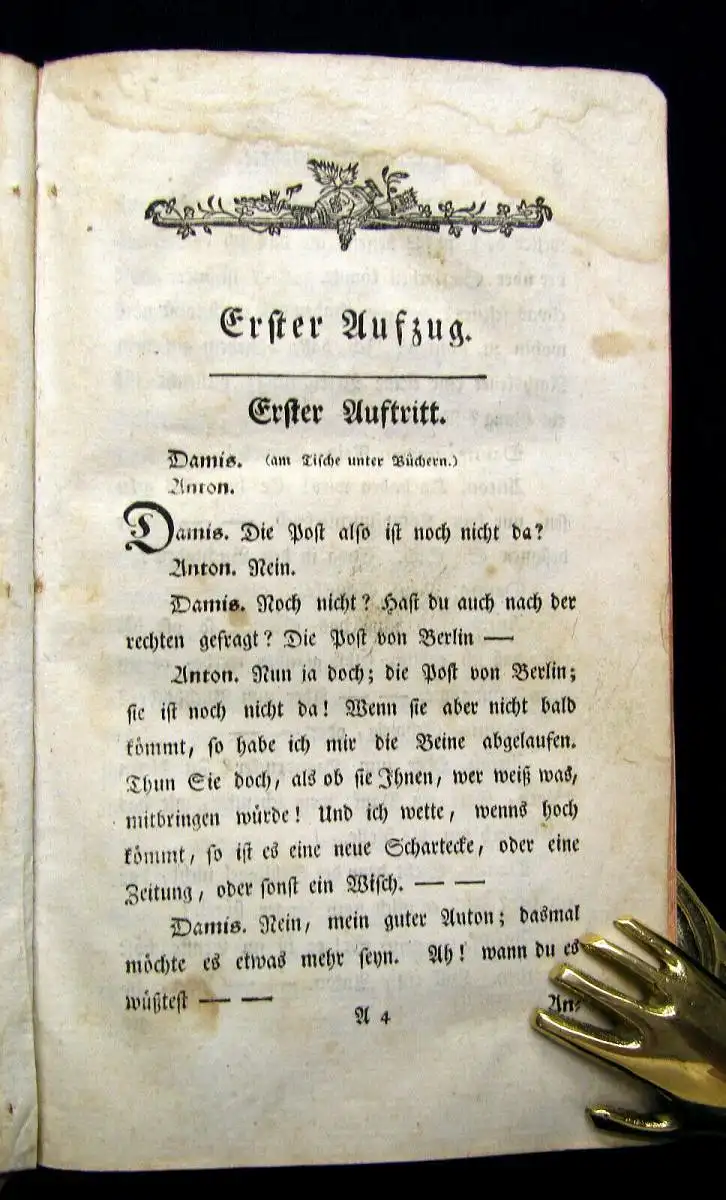 Erster Aufzug.
Erster Auftritt.
Damis. (am Tische unter Büchern.)
Anton.
Damis. Die Post also ist noch nicht da?
Anton. Nein.
Damis. Noch nicht? Hast du auch nach der
rechten gefragt? Die Post von Berlin —
Anton. Nun ja doch; die Post von Berlin;
sie ist noch nicht da! Wenn sie aber nicht bald
kömmt, so habe ich mir die Beine abgelaufen.
Thun Sie doch, als ob sie Ihnen, wer weiß was,
mitbringen würde! Und ich wette, wenns hoch
kömmt, so ist es eine neue Schartecke, oder eine
Zeitung, oder sonst ein Wisch. — —
Damis. Nein, mein guter Anton; dasmal
möchte es etwas mehr seyn. Ah! wann du es
wüßtest — —
A 4 An-